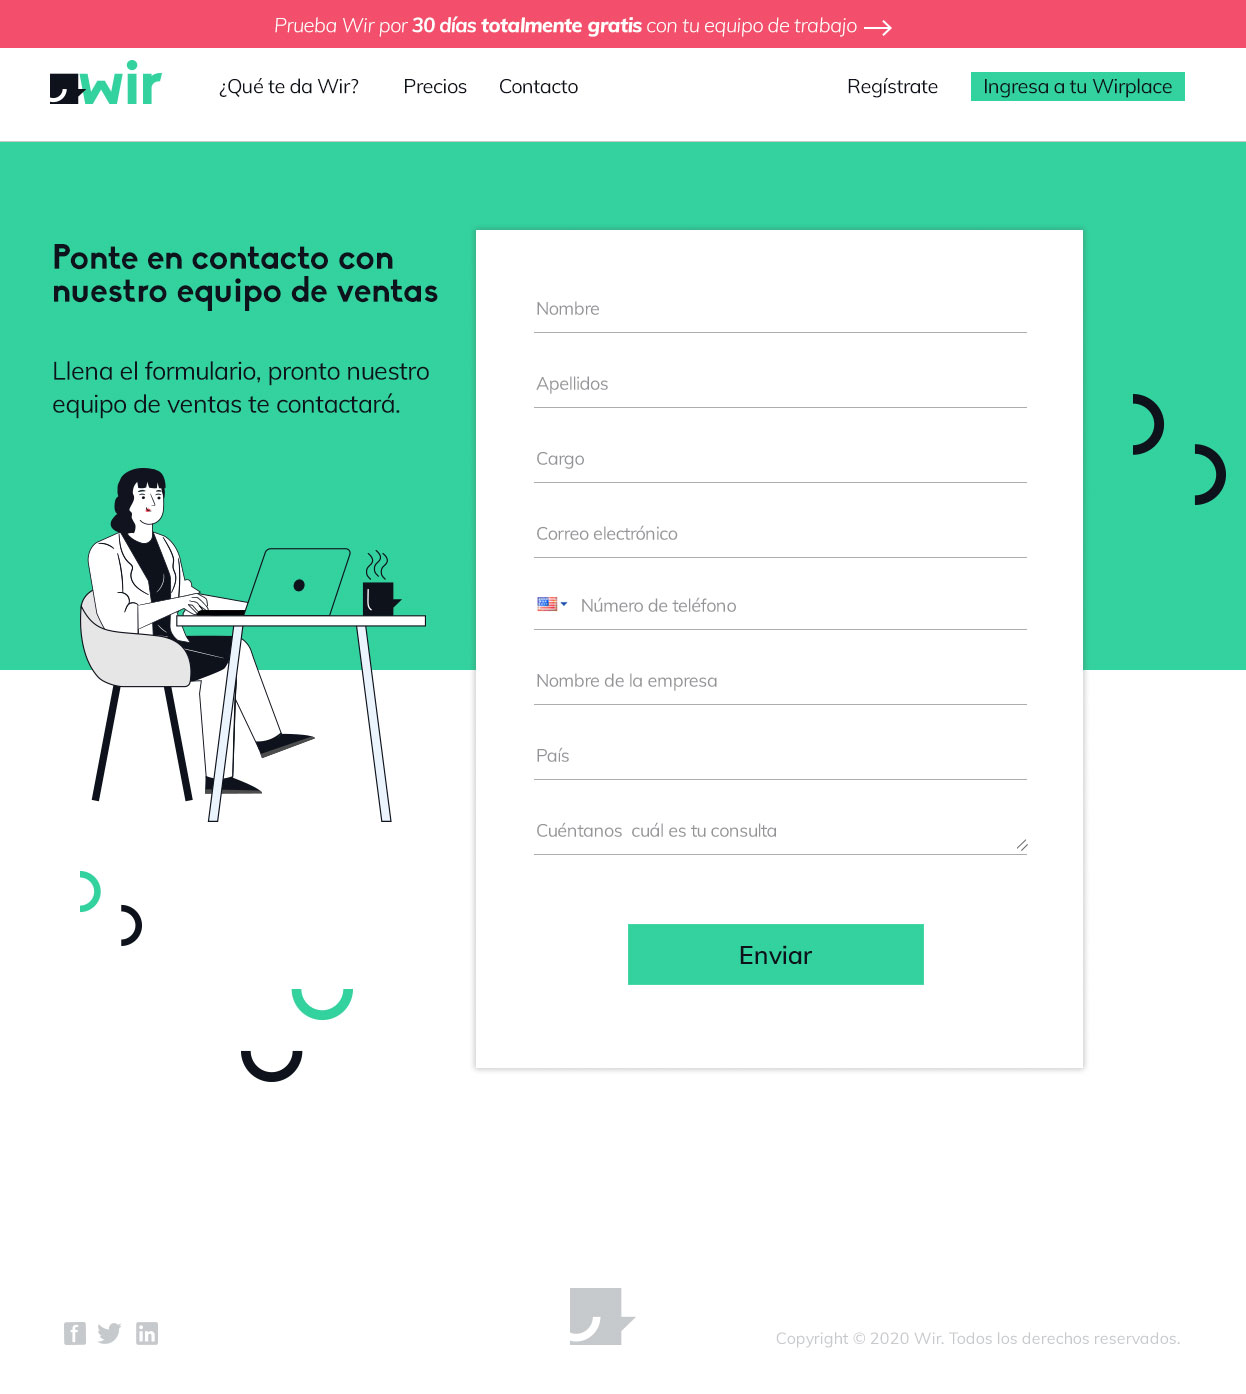 Prueba Wir por 30 días totalmente gratis con tu equipo de trabajo
wir
¿Qué te da Wir?
Precios
Contacto
Regístrate
Ingresa a tu Wirplace
Ponte en contacto con
nuestro equipo de ventas
Llena el formulario, pronto nuestro
equipo de ventas te contactará.
Nombre
Apellidos
Cargo
Correo electrónico
Número de teléfono
Nombre de la empresa
País
Cuéntanos cuál es tu consulta
Enviar
Copyright © 2020 Wir. Todos los derechos reservados.